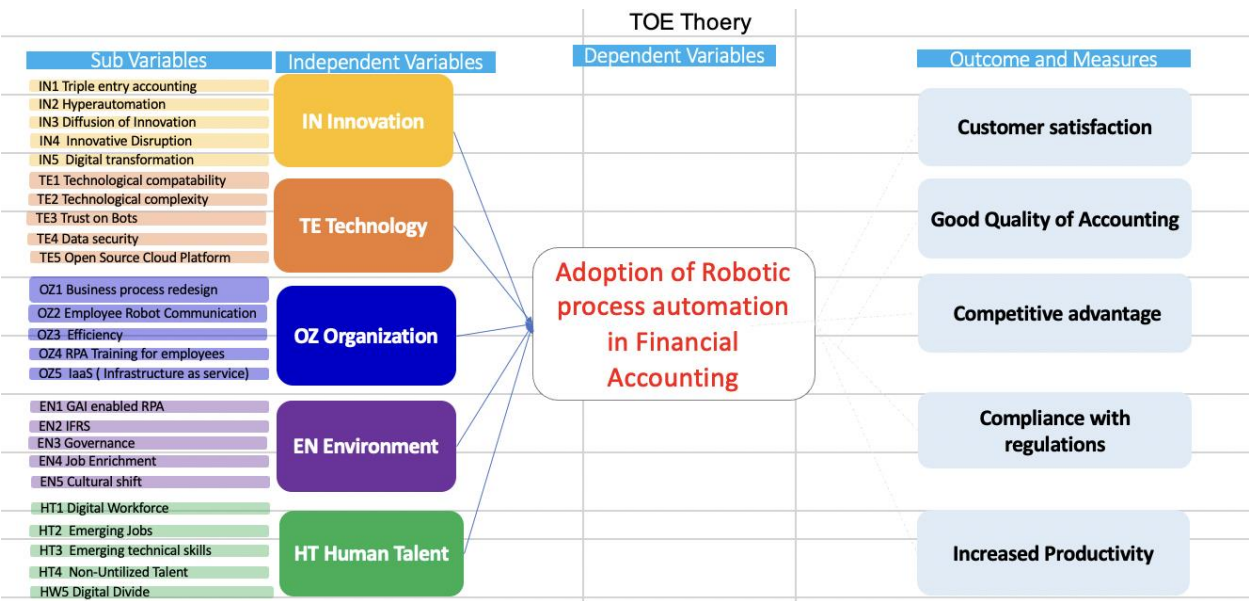 TOE Thoery
Sub Variables
Independent Variables
Dependent Variables
Outcome and Measures
IN1 Triple entry accounting
IN2 Hyperautomation
IN3 Diffusion of Innovation
IN4 Innovative Disruption
IN5 Digital transformation
IN Innovation
TE1 Technological compatability
TE2 Technological complexity
TE3 Trust on Bots
TE4 Data security
TE5 Open Source Cloud Platform
TE Technology
OZ1 Business process redesign
OZ2 Employee Robot Communication
OZ3 Efficiency
OZ4 RPA Training for employees
OZ5 IaaS ( Infrastructure as service)
OZ Organization
EN1 GAI enabled RPA
EN2 IFRS
EN3 Governance
EN4 Job Enrichment
EN5 Cultural shift
EN Environment
HT1 Digital Workforce
HT2 Emerging Jobs
HT3 Emerging technical skills
HT4 Non-Untilized Talent
HW5 Digital Divide
HT Human Talent
Adoption of Robotic
process automation
in Financial
Accounting
Customer satisfaction
Good Quality of Accounting
Competitive advantage
Compliance with
regulations
Increased Productivity